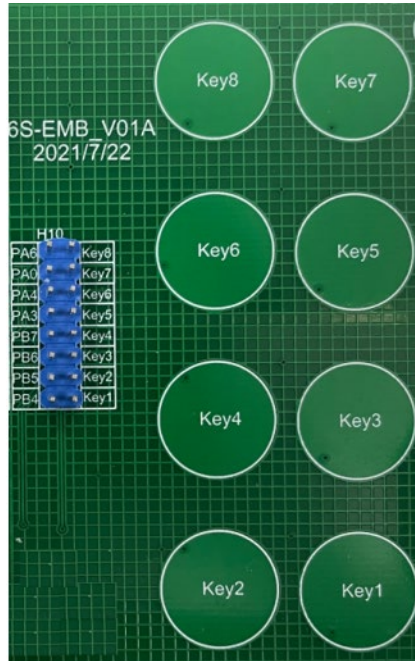 Key8 Key7
6S-EMB_V01A
2021/7/22
Key6 Key5
H10
PA6 Key8
PA0 Key7
PA4 Key6
PA3 Key5
PB7 Key4
PB6 Key3
PB5 Key2
PB4 Key1
Key4 Key3
Key2 Key1